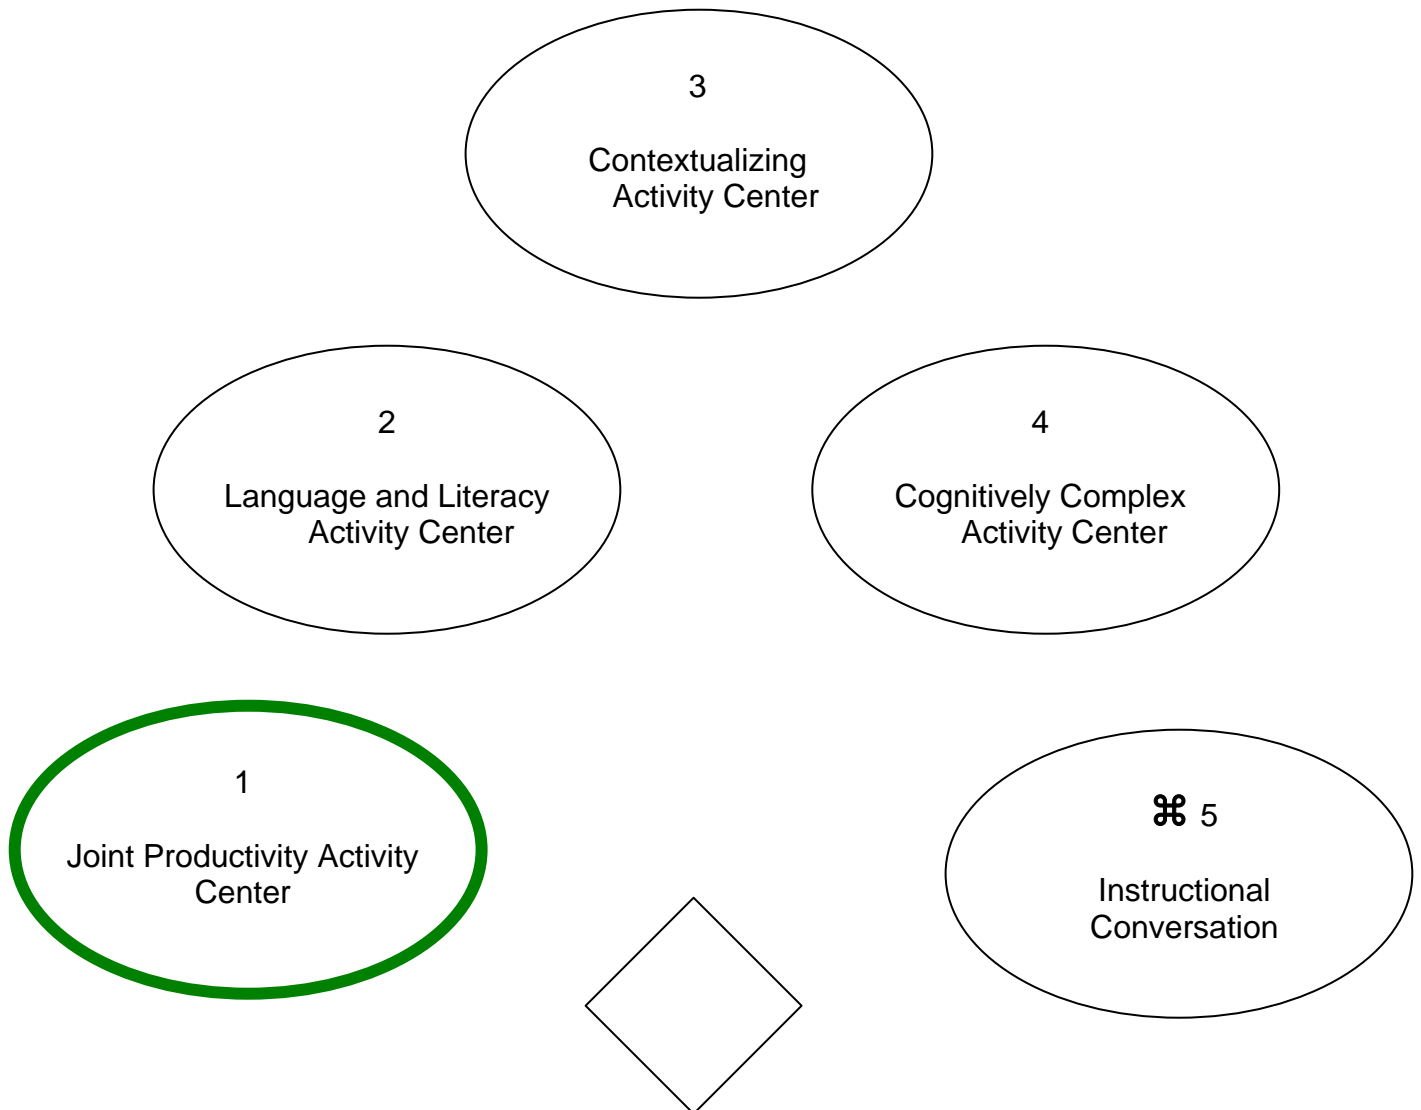 3
Contextualizing
Activity Center
2
Language and Literacy
Activity Center
4
Cognitively Complex
Activity Center
1
Joint Productivity Activity
Center
⌘ 5
Instructional
Conversation